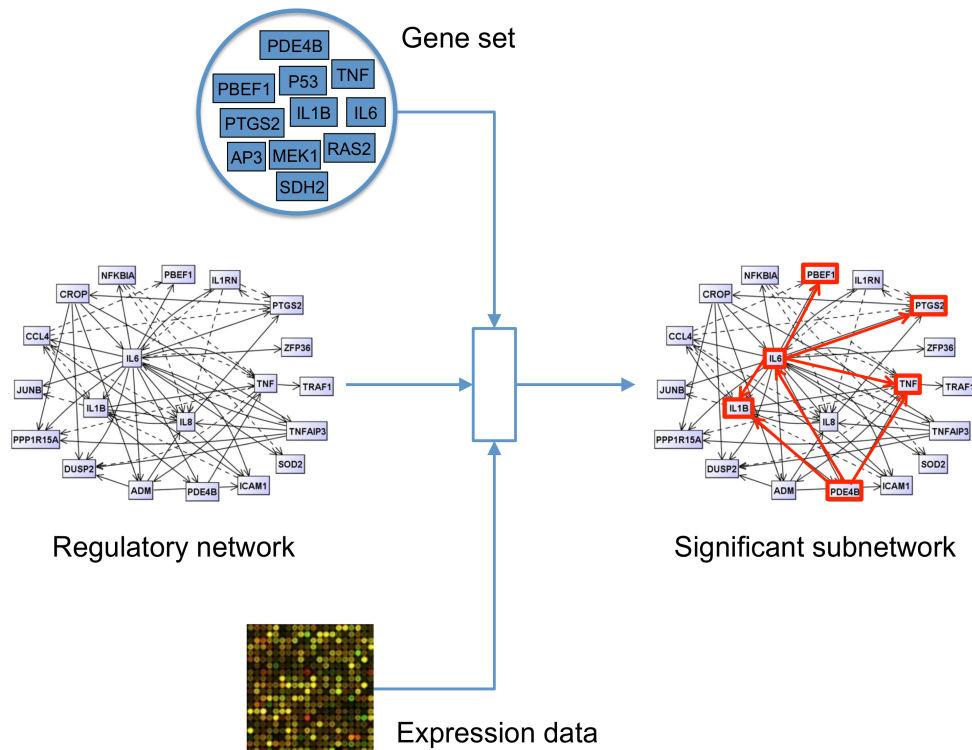 Gene set
PDE4B
PBEF1
P53
TNF
PTGS2
IL1B
IL6
AP3
MEK1
RAS2
SDH2
NFKBIA
PBEF1
IL1RN
CROP
PTGS2
CCL4
IL6
ZFP36
JUNB
TNF
TRAF1
IL1B
IL8
PPP1R15A
TNFAIP3
DUSP2
SOD2
ADM
PDE4B
ICAM1
Regulatory network
NFKBIA
PBEF1
IL1RN
CROP
PTGS2
CCL4
IL6
ZFP36
JUNB
TNF
TRAF1
IL1B
IL8
PPP1R15A
TNFAIP3
DUSP2
SOD2
ADM
PDE4B
ICAM1
Significant subnetwork
Expression data